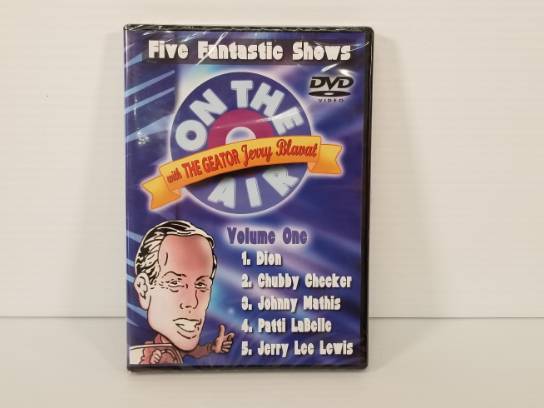 Five Fantastic Shows
DVD
VIDEO
ON THE
with THE GEATOR Jerry Blavat
AIR
Volume One
1. Dion
2. Chubby Checker
3. Johnny Mathis
4. Patti LaBelle
5. Jerry Lee Lewis